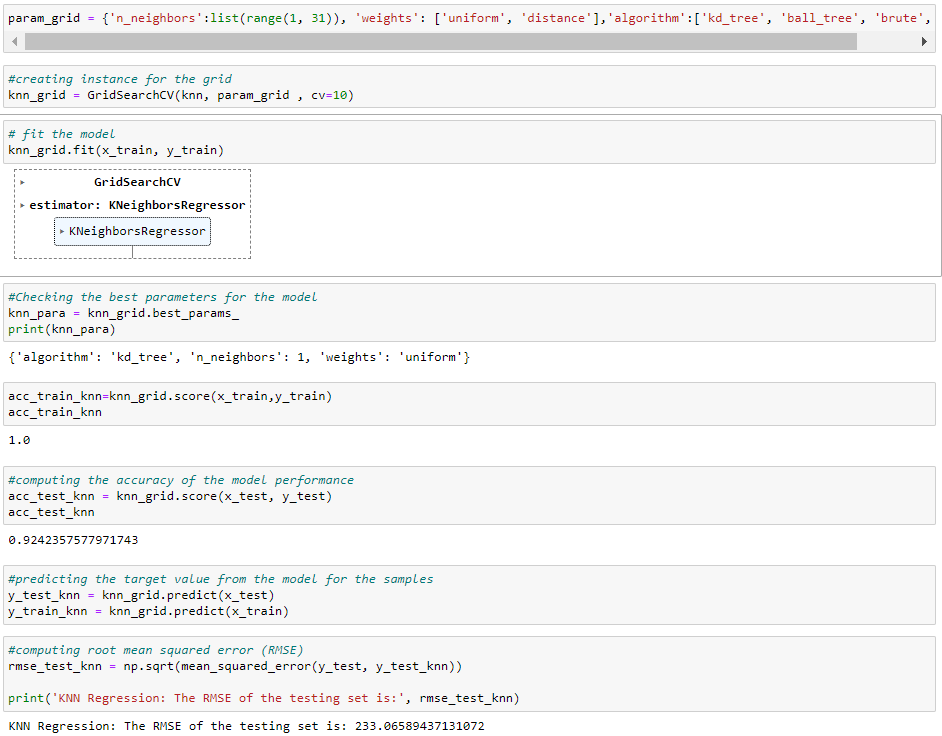 param_grid = {'n_neighbors':list(range(1, 31)), 'weights': ['uniform', 'distance'],'algorithm':['kd_tree', 'ball_tree', 'brute',
#creating instance for the grid
knn_grid = GridSearchCV(knn, param_grid , cv=10)
# fit the model
knn_grid.fit(x_train, y_train)
GridSearchCV
estimator: KNeighborsRegressor
KNeighborsRegressor
#Checking the best parameters for the model
knn_para = knn_grid.best_params_
print(knn_para)
{'algorithm': 'kd_tree', 'n_neighbors': 1, 'weights': 'uniform'}
acc_train_knn=knn_grid.score(x_train,y_train)
acc_train_knn
1.0
#computing the accuracy of the model performance
acc_test_knn = knn_grid.score(x_test, y_test)
acc_test_knn
0.9242357577971743
#predicting the target value from the model for the samples
y_test_knn = knn_grid.predict(x_test)
y_train_knn = knn_grid.predict(x_train)
#computing root mean squared error (RMSE)
rmse_test_knn = np.sqrt(mean_squared_error(y_test, y_test_knn))
print('KNN Regression: The RMSE of the testing set is:', rmse_test_knn)
KNN Regression: The RMSE of the testing set is: 233.06589437131072